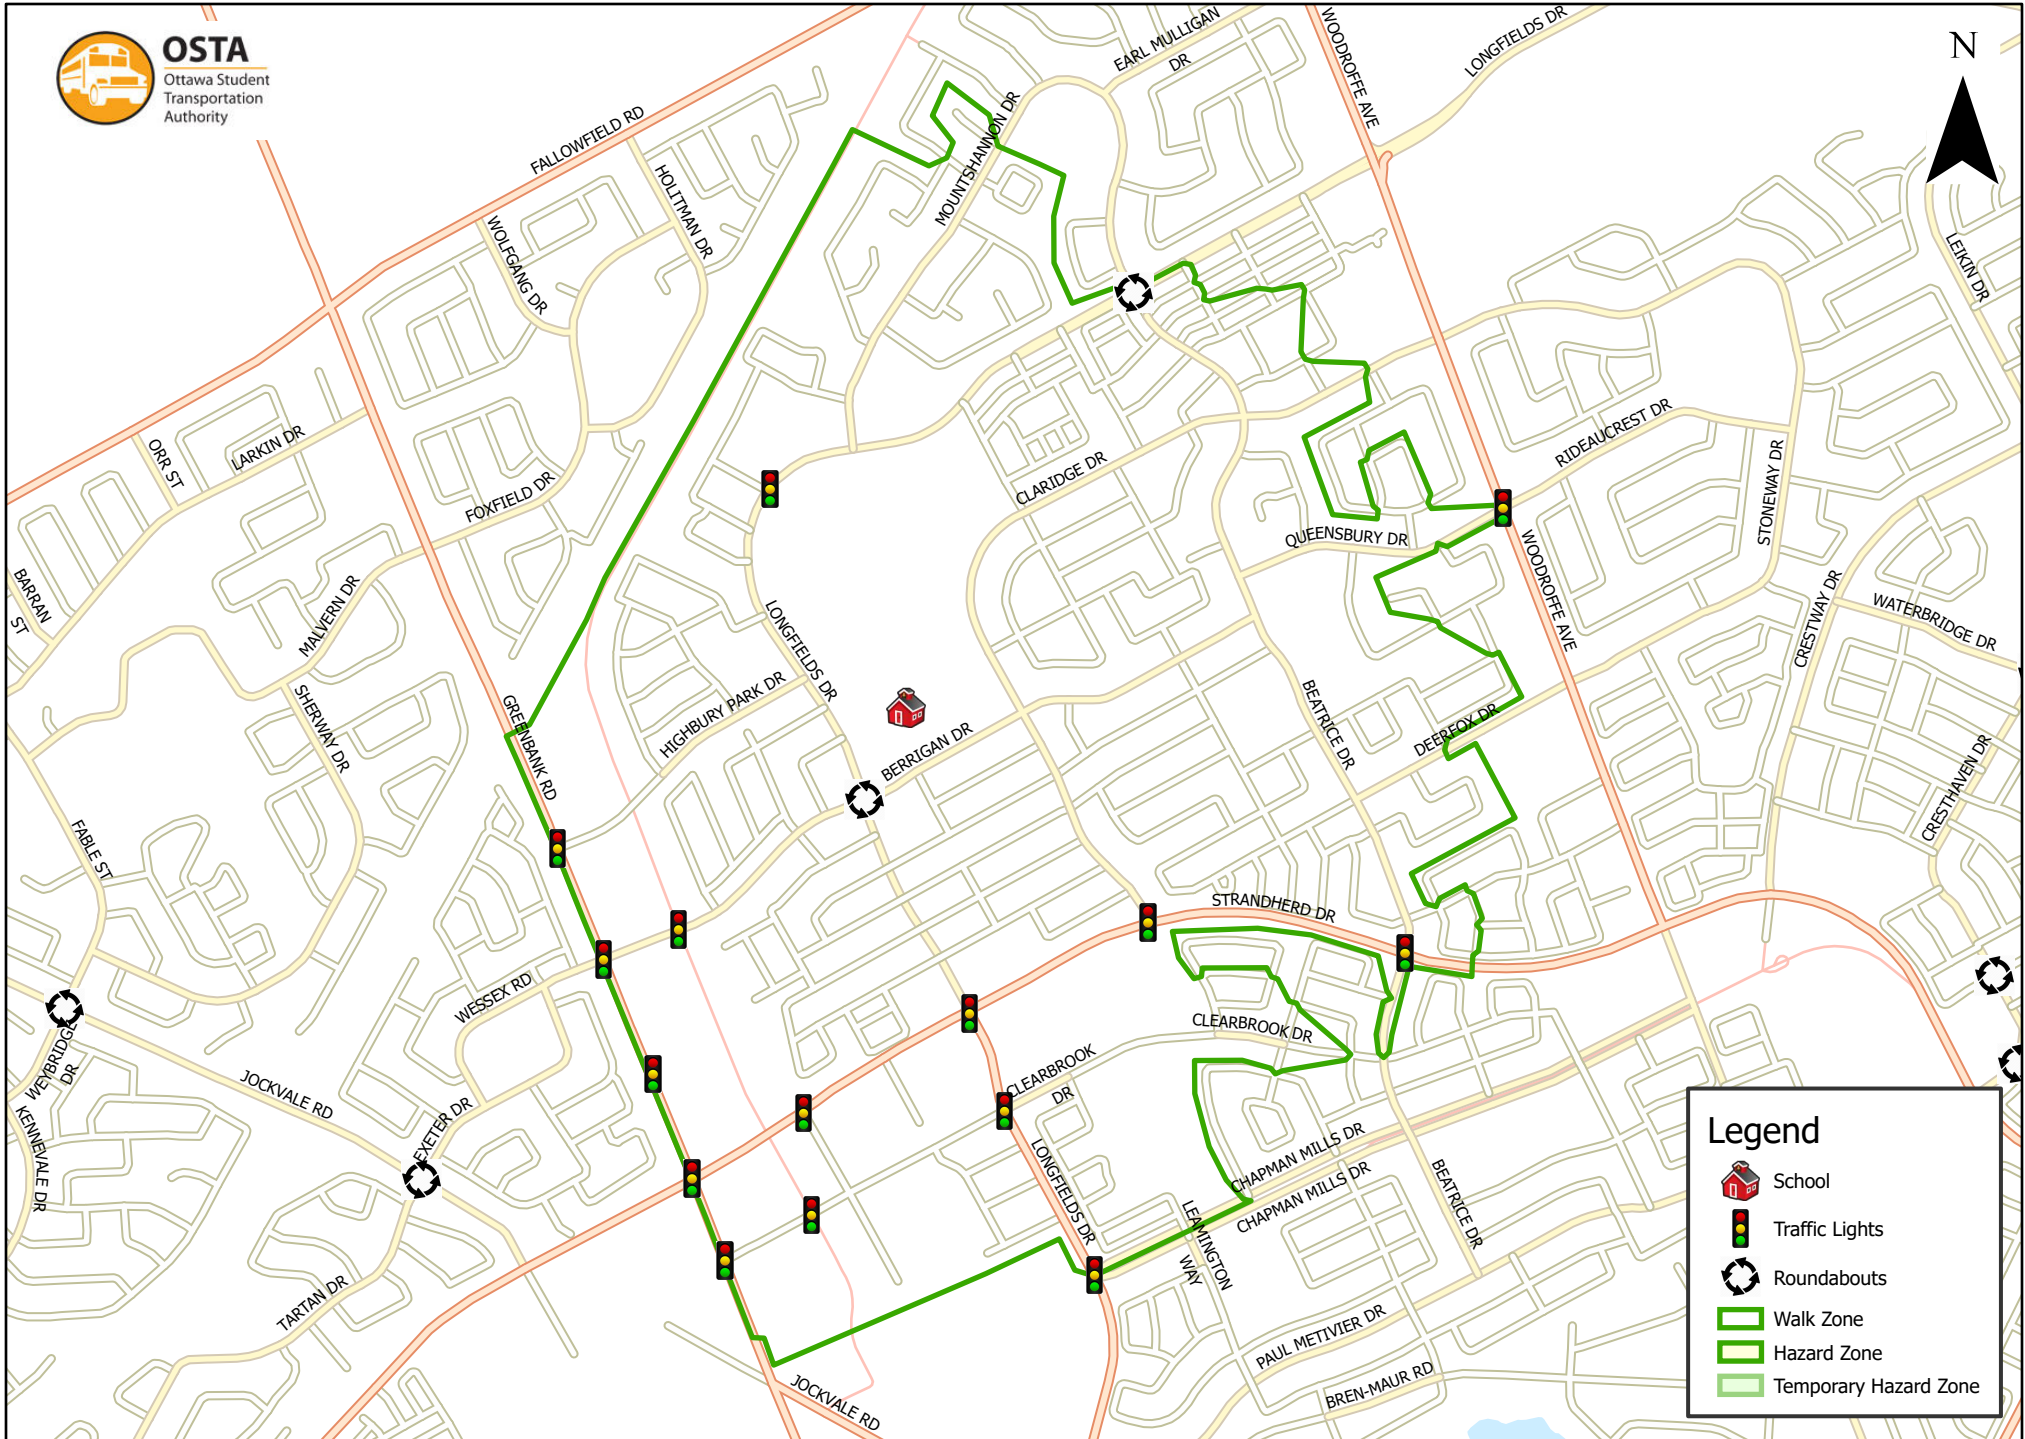 OSTA
Ottawa Student
Transportation
Authority
N
EARL MULLIGAN
DR
WOODROFFE AVE
LONGFIELDS DR
FALLOWFIELD RD
HOLITMAN DR
MOUNTSHANNON DR
WOLFGANG DR
LEIKIN DR
ORR ST
LARKIN DR
FOXFIELD DR
CLARIDGE DR
RIDEAUCREST DR
STONEWAY DR
QUEENSBURY DR
WOODROFFE AVE
BARRAN
ST
MALVERN DR
LONGFIELDS DR
CRESTWAY DR
WATERBRIDGE DR
SHERWAY DR
GREENBANK RD
HIGHBURY PARK DR
BERRIGAN DR
BEATRICE DR
DEERFOX DR
CRESTHAVEN DR
FABLE ST
STRANDHERD DR
WESSEX RD
CLEARBROOK DR
WEYBRIDGE
DR
JOCKVALE RD
CLEARBROOK
DR
KENNEVALE DR
EXETER DR
LONGFIELDS DR
CHAPMAN MILLS DR
CHAPMAN MILLS DR
BEATRICE DR
LEAMINGTON
WAY
TARTAN DR
PAUL METIVIER DR
BREN-MAUR RD
JOCKVALE RD
Legend
School
Traffic Lights
Roundabouts
Walk Zone
Hazard Zone
Temporary Hazard Zone